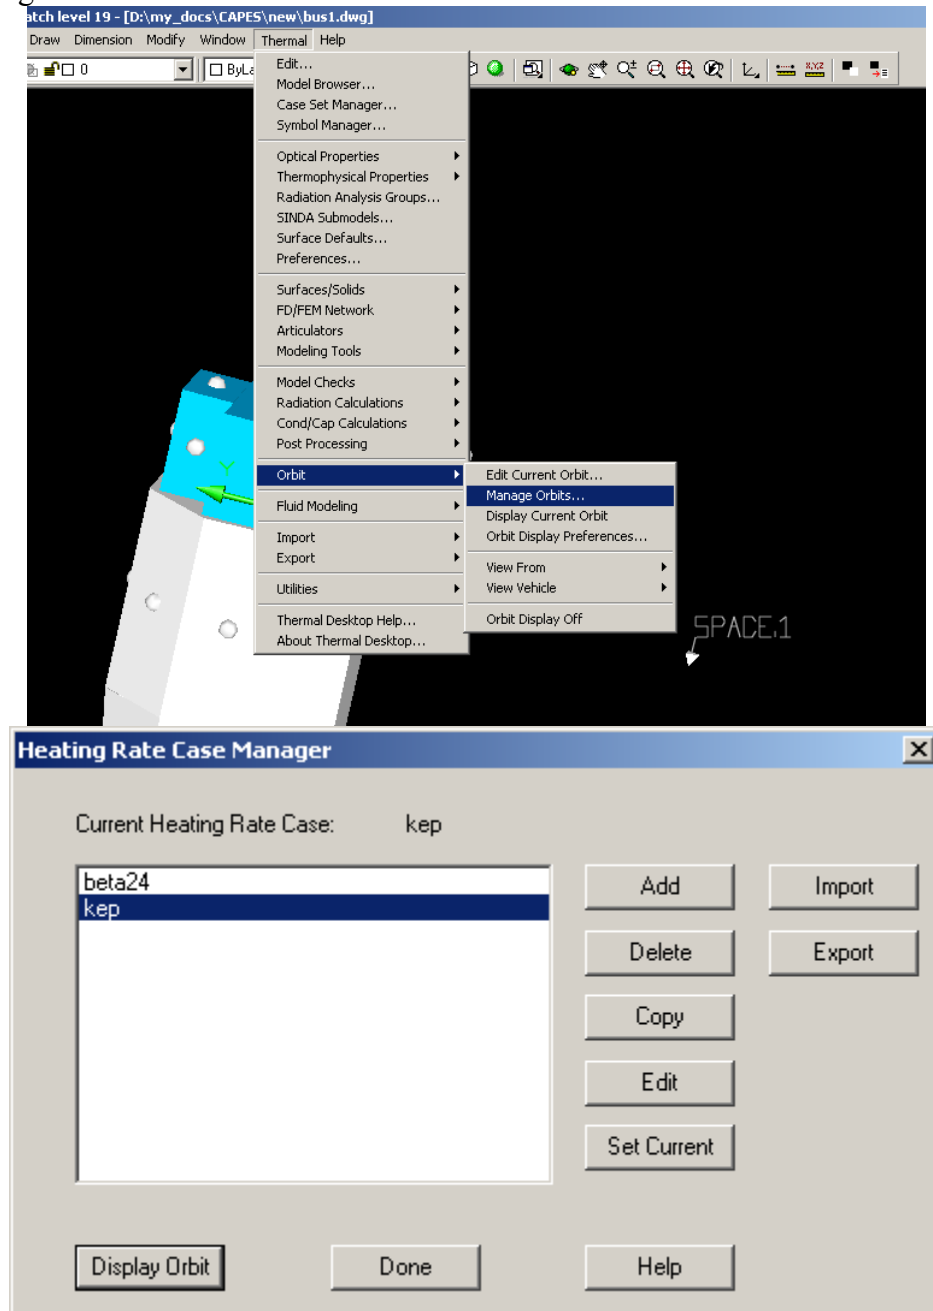 atch level 19 - [D:\my_docs\CAPES\new\bus1.dwg]
Draw Dimension Modify Window Thermal Help
0 ByLa
Edit...
Model Browser...
Case Set Manager...
Symbol Manager...
Optical Properties
Thermophysical Properties
Radiation Analysis Groups...
SINDA Submodels...
Surface Defaults...
Preferences...
Surfaces/Solids
FD/FEM Network
Articulators
Modeling Tools
Model Checks
Radiation Calculations
Cond/Cap Calculations
Post Processing
Orbit
Fluid Modeling
Import
Export
Utilities
Thermal Desktop Help...
About Thermal Desktop...
Edit Current Orbit...
Manage Orbits...
Display Current Orbit
Orbit Display Preferences...
View From
View Vehicle
Orbit Display Off
Y
SPACE.1
Heating Rate Case Manager
Current Heating Rate Case: kep
beta24
kep
Add Import
Delete Export
Copy
Edit
Set Current
Display Orbit Done Help